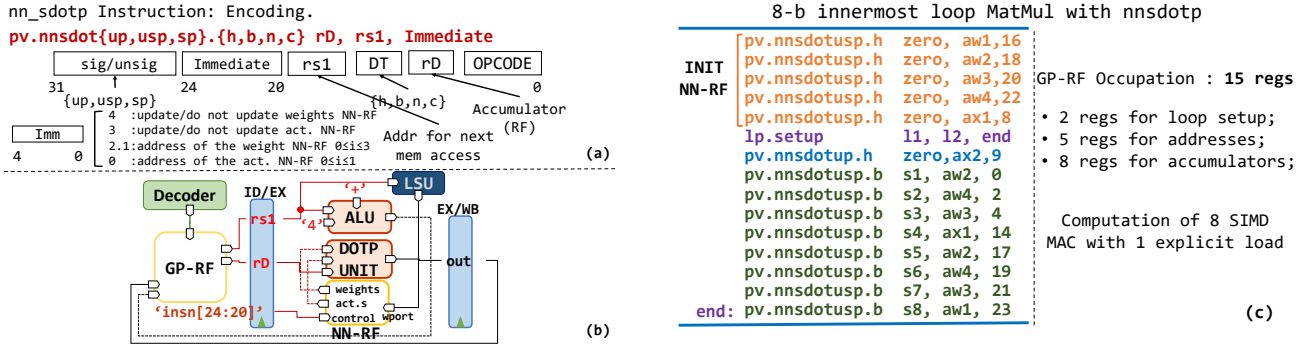 nn_sdotp Instruction: Encoding.
pv.nnsdot{up,usp,sp}.{h,b,n,c} rD, rs1, Immediate
sig/unsig Immediate rs1 DT rD OPCODE
31 24 20 0
{up,usp,sp} {h,b,n,c}
Accumulator
(RF)
Addr for next
mem access
Imm
4 0
4 :update/do not update weights NN-RF
3 :update/do not update act. NN-RF
2.1:address of the weight NN-RF 0≤i≤3
0 :address of the act. NN-RF 0≤i≤1
(a)
Decoder
ID/EX
'+'
LSU
EX/WB
rs1
'4'
ALU
GP-RF
rD
DOTP
UNIT
out
weights
act.s
control
wport
'insn[24:20]'
NN-RF
(b)
8-b innermost loop MatMul with nnsdotp
INIT
NN-RF
pv.nnsdotusp.h zero, aw1,16
pv.nnsdotusp.h zero, aw2,18
pv.nnsdotusp.h zero, aw3,20
pv.nnsdotusp.h zero, aw4,22
pv.nnsdotusp.h zero, ax1,8
lp.setup l1, l2, end
pv.nnsdotup.h zero,ax2,9
pv.nnsdotusp.b s1, aw2, 0
pv.nnsdotusp.b s2, aw4, 2
pv.nnsdotusp.b s3, aw3, 4
pv.nnsdotusp.b s4, ax1, 14
pv.nnsdotusp.b s5, aw2, 17
pv.nnsdotusp.b s6, aw4, 19
pv.nnsdotusp.b s7, aw3, 21
end: pv.nnsdotusp.b s8, aw1, 23
GP-RF Occupation : 15 regs
• 2 regs for loop setup;
• 5 regs for addresses;
• 8 regs for accumulators;
Computation of 8 SIMD
MAC with 1 explicit load
(c)